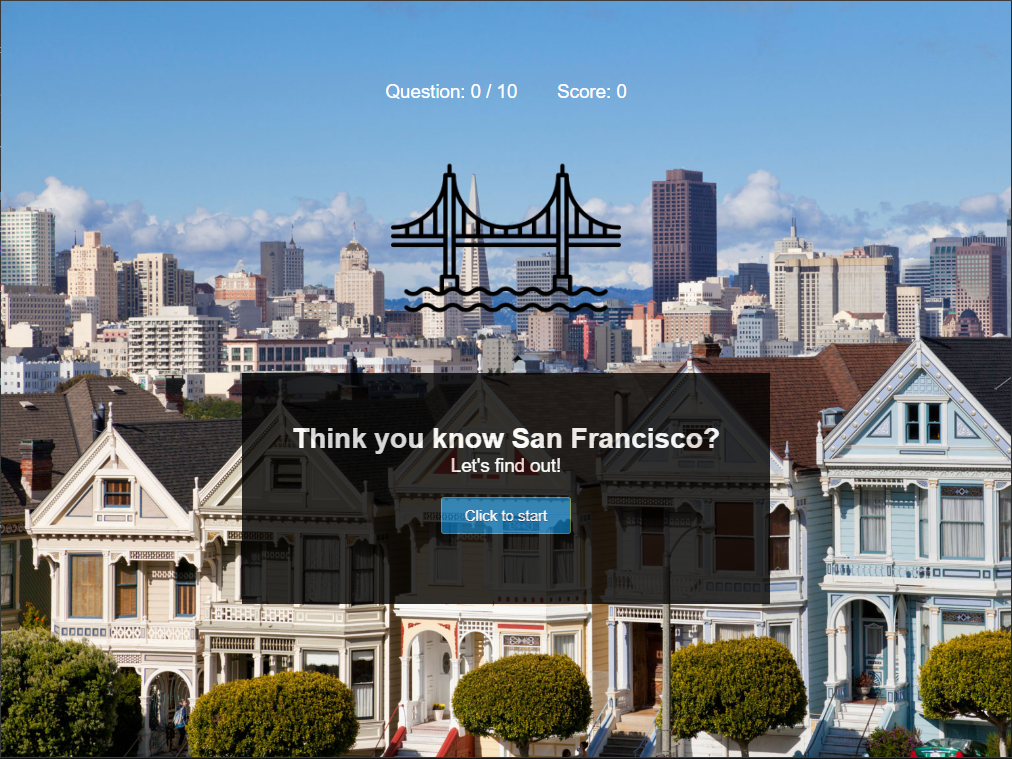 Question: 0 / 10 Score: 0
Think you know San Francisco?
Let's find out!
Click to start